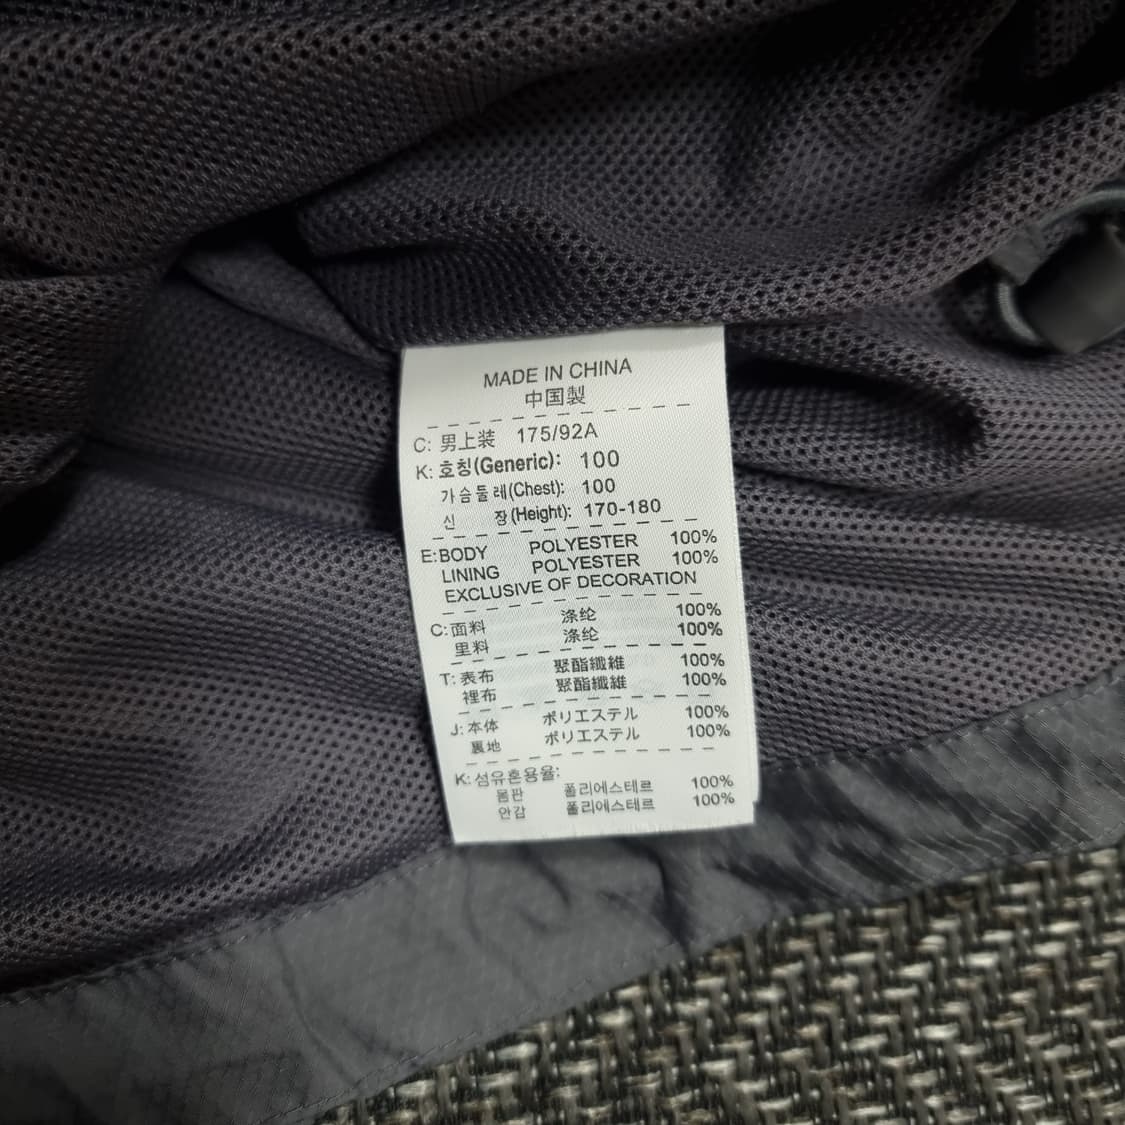 MADE IN CHINA
中国製
C: 男上装 175/92A
K: 호칭(Generic): 100
가슴둘레(Chest): 100
신 장(Height): 170-180
E:BODY POLYESTER 100%
LINING POLYESTER 100%
EXCLUSIVE OF DECORATION
C:面料 涤纶 100%
里料 涤纶 100%
T:表布 聚酯纖維 100%
裡布 聚酯纖維 100%
J:本体 ポリエステル 100%
裏地 ポリエステル 100%
K:섬유혼용율:
몸판 폴리에스테르 100%
안감 폴리에스테르 100%